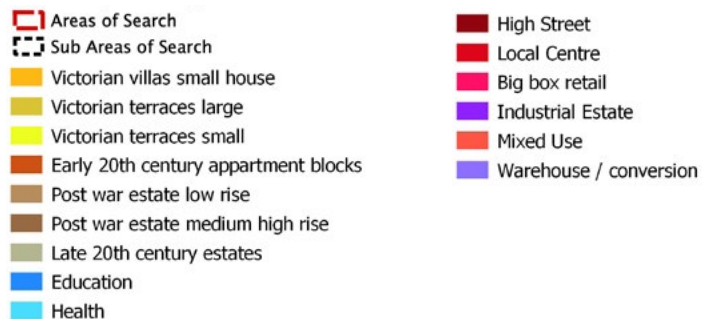 Areas of Search
Sub Areas of Search
Victorian villas small house
Victorian terraces large
Victorian terraces small
Early 20th century appartment blocks
Post war estate low rise
Post war estate medium high rise
Late 20th century estates
Education
Health
High Street
Local Centre
Big box retail
Industrial Estate
Mixed Use
Warehouse / conversion